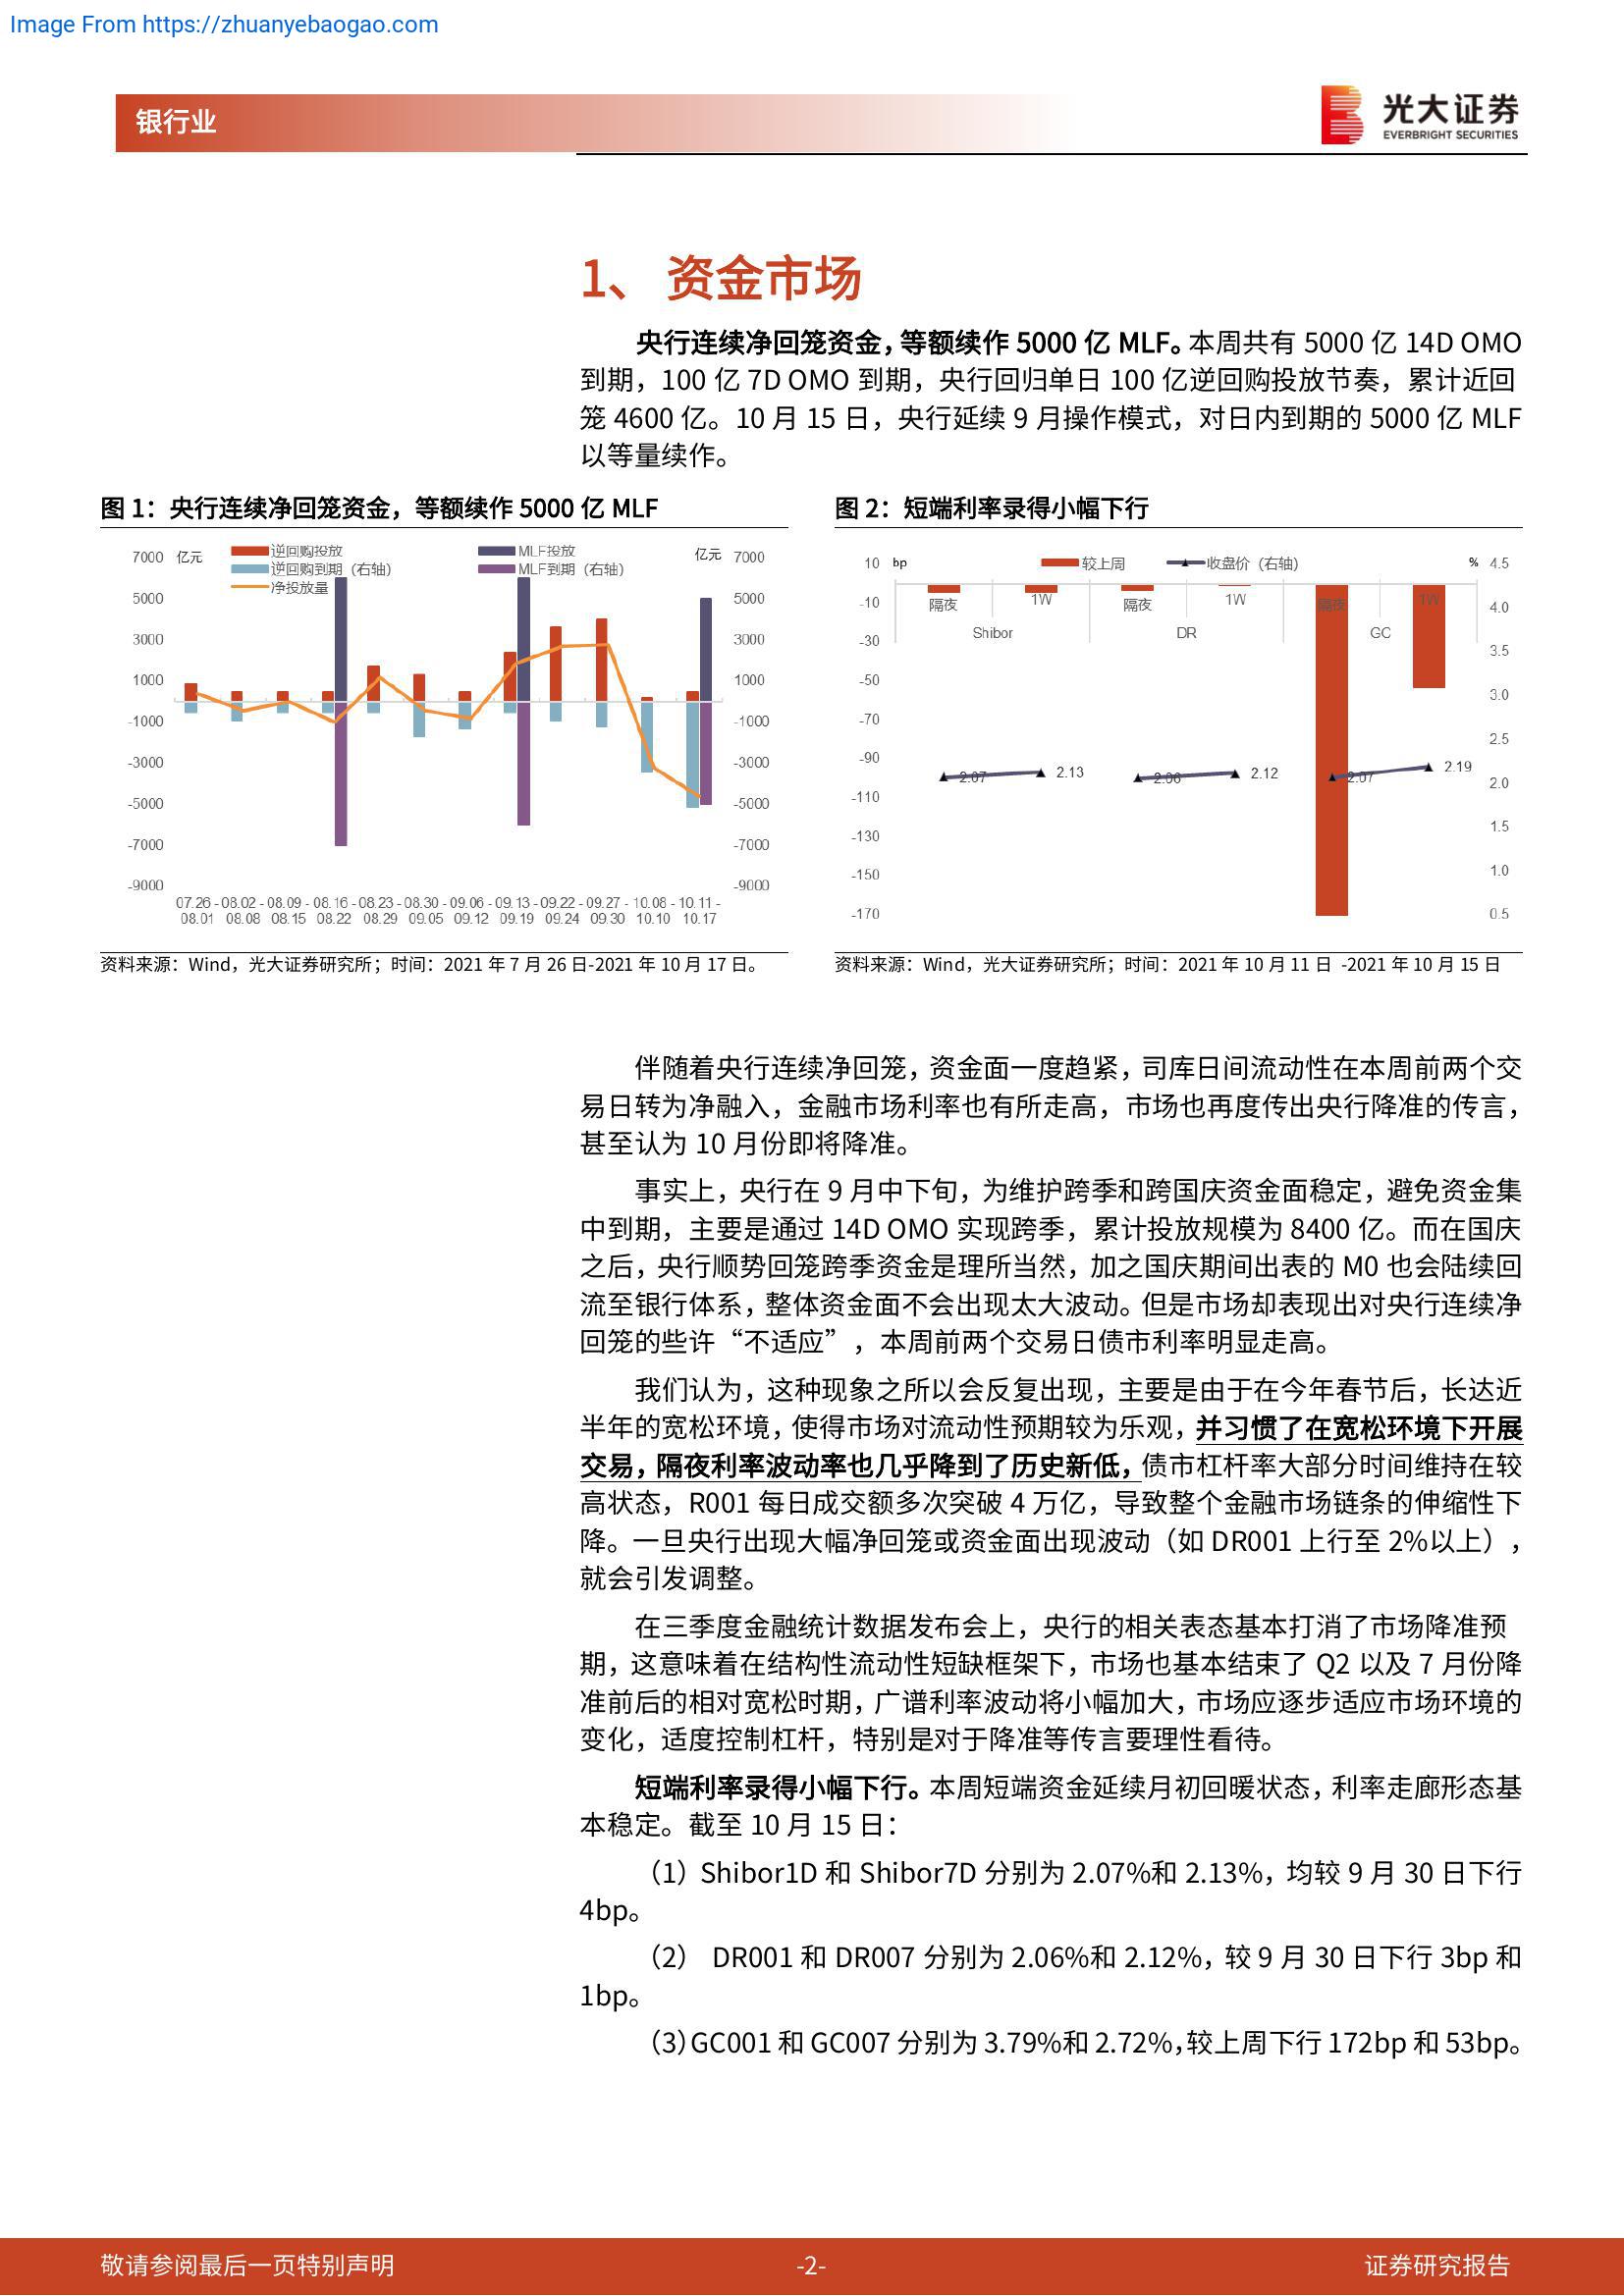 Image From https://zhuanyebaogao.com
银行业
光大证券
EVERBRIGHT SECURITIES
1、 资金市场
央行连续净回笼资金，等额续作 5000 亿 MLF。本周共有 5000 亿 14D OMO
到期，100 亿 7D OMO 到期，央行回归单日 100 亿逆回购投放节奏，累计近回
笼 4600 亿。10 月 15 日，央行延续 9 月操作模式，对日内到期的 5000 亿 MLF
以等量续作。
图 1：央行连续净回笼资金，等额续作 5000 亿 MLF
7000 亿元 逆回购投放 MLF投放 亿元 7000
逆回购到期（右轴） MLF到期（右轴）
净投放量
5000 5000
3000 3000
1000 1000
-1000 -1000
-3000 -3000
-5000 -5000
-7000 -7000
-9000 -9000
07.26 - 08.02 - 08.09 - 08.16 - 08.23 - 08.30 - 09.06 - 09.13 - 09.22 - 09.27 - 10.08 - 10.11 -
08.01 08.08 08.15 08.22 08.29 09.05 09.12 09.19 09.24 09.30 10.10 10.17
资料来源：Wind，光大证券研究所；时间：2021 年 7 月 26 日-2021 年 10 月 17 日。
图 2：短端利率录得小幅下行
10 bp 较上周 收盘价（右轴） % 4.5
-10 隔夜 1W 隔夜 1W 隔夜 1W 4.0
-30 Shibor DR GC 3.5
-50 3.0
-70 2.5
-90 2.07 2.13 2.06 2.12 2.07 2.19 2.0
-110
-130 1.5
-150 1.0
-170 0.5
资料来源：Wind，光大证券研究所；时间：2021 年 10 月 11 日 -2021 年 10 月 15 日
伴随着央行连续净回笼，资金面一度趋紧，司库日间流动性在本周前两个交
易日转为净融入，金融市场利率也有所走高，市场也再度传出央行降准的传言，
甚至认为 10 月份即将降准。
事实上，央行在 9 月中下旬，为维护跨季和跨国庆资金面稳定，避免资金集
中到期，主要是通过 14D OMO 实现跨季，累计投放规模为 8400 亿。而在国庆
之后，央行顺势回笼跨季资金是理所当然，加之国庆期间出表的 M0 也会陆续回
流至银行体系，整体资金面不会出现太大波动。但是市场却表现出对央行连续净
回笼的些许“不适应”，本周前两个交易日债市利率明显走高。
我们认为，这种现象之所以会反复出现，主要是由于在今年春节后，长达近
半年的宽松环境，使得市场对流动性预期较为乐观，并习惯了在宽松环境下开展
交易，隔夜利率波动率也几乎降到了历史新低，债市杠杆率大部分时间维持在较
高状态，R001 每日成交额多次突破 4 万亿，导致整个金融市场链条的伸缩性下
降。一旦央行出现大幅净回笼或资金面出现波动（如 DR001 上行至 2%以上），
就会引发调整。
在三季度金融统计数据发布会上，央行的相关表态基本打消了市场降准预
期，这意味着在结构性流动性短缺框架下，市场也基本结束了 Q2 以及 7 月份降
准前后的相对宽松时期，广谱利率波动将小幅加大，市场应逐步适应市场环境的
变化，适度控制杠杆，特别是对于降准等传言要理性看待。
短端利率录得小幅下行。本周短端资金延续月初回暖状态，利率走廊形态基
本稳定。截至 10 月 15 日：
（1）Shibor1D 和 Shibor7D 分别为 2.07%和 2.13%，均较 9 月 30 日下行
4bp。
（2） DR001 和 DR007 分别为 2.06%和 2.12%，较 9 月 30 日下行 3bp 和
1bp。
（3）GC001 和 GC007 分别为 3.79%和 2.72%，较上周下行 172bp 和 53bp。
敬请参阅最后一页特别声明 -2- 证券研究报告